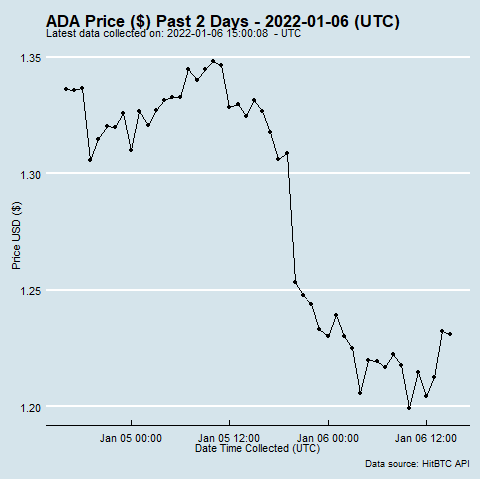 ADA Price ($) Past 2 Days - 2022-01-06 (UTC)
Latest data collected on: 2022-01-06 15:00:08 - UTC
1.35
1.30
1.25
1.20
Price USD ($)
Jan 05 00:00 Jan 05 12:00 Jan 06 00:00 Jan 06 12:00
Date Time Collected (UTC)
Data source: HitBTC API